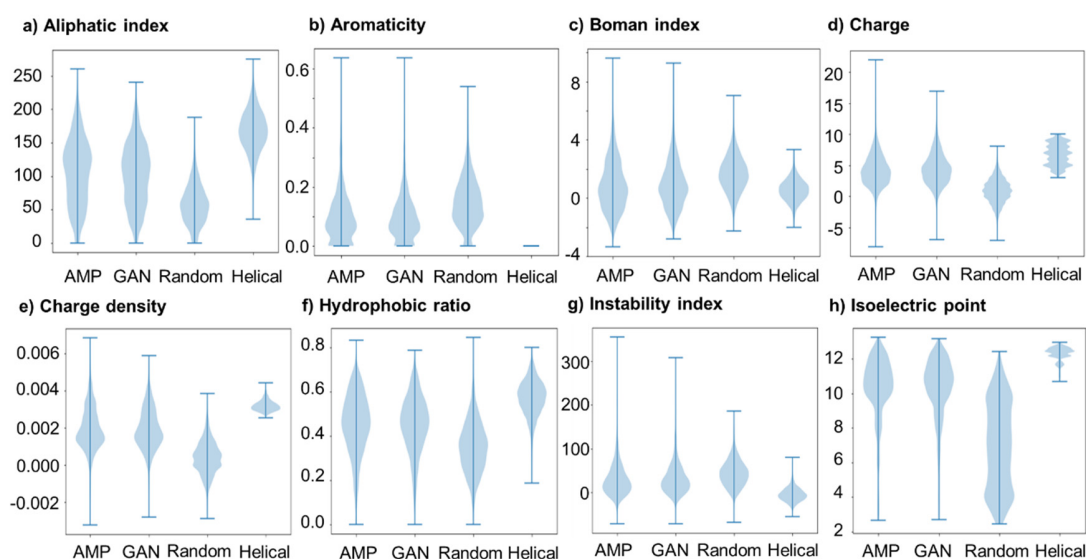 a) Aliphatic index
250
200
150
100
50
0
AMP GAN Random Helical
b) Aromaticity
0.6
0.4
0.2
0.0
AMP GAN Random Helical
c) Boman index
8
4
0
-4
AMP GAN Random Helical
d) Charge
20
15
10
5
0
-5
AMP GAN Random Helical
e) Charge density
0.006
0.004
0.002
0.000
-0.002
AMP GAN Random Helical
f) Hydrophobic ratio
0.8
0.6
0.4
0.2
0.0
AMP GAN Random Helical
g) Instability index
300
200
100
0
AMP GAN Random Helical
h) Isoelectric point
12
10
8
6
4
2
AMP GAN Random Helical